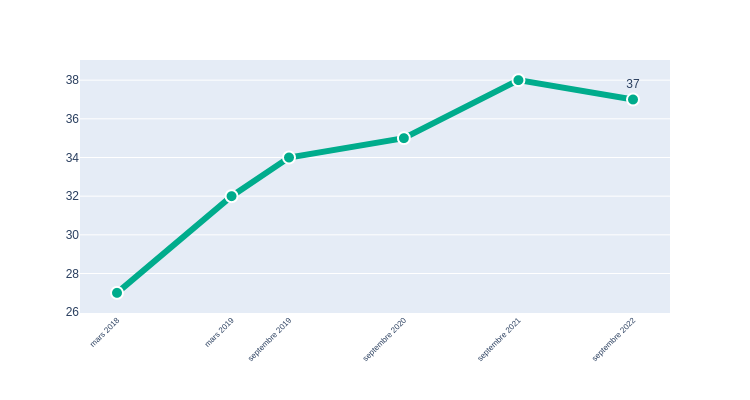 38
37
36
34
32
30
28
26
mars 2018
mars 2019
septembre 2019
septembre 2020
septembre 2021
septembre 2022